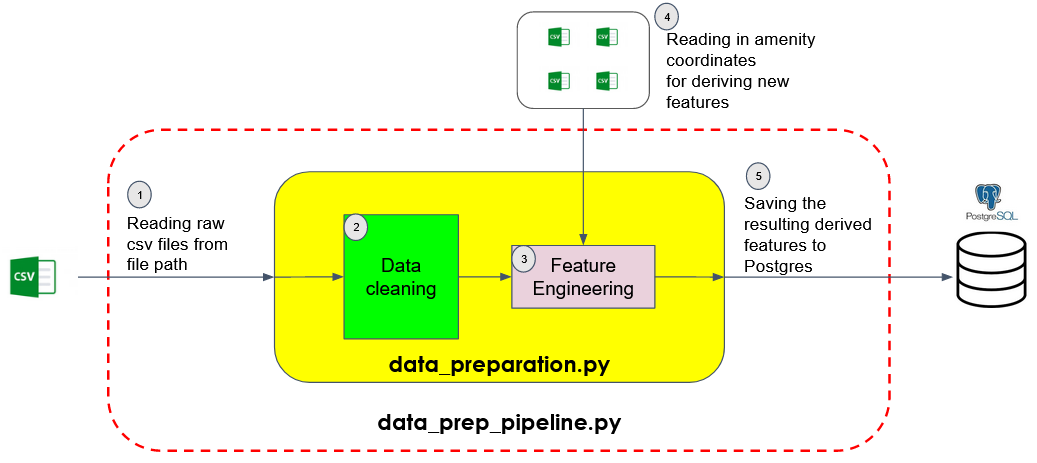 CSV
CSV
CSV
CSV
4
Reading in amenity
coordinates
for deriving new
features
1
Reading raw
csv files from
file path
CSV
2
Data
cleaning
3
Feature
Engineering
5
Saving the
resulting derived
features to
Postgres
PostgreSQL
data_preparation.py
data_prep_pipeline.py